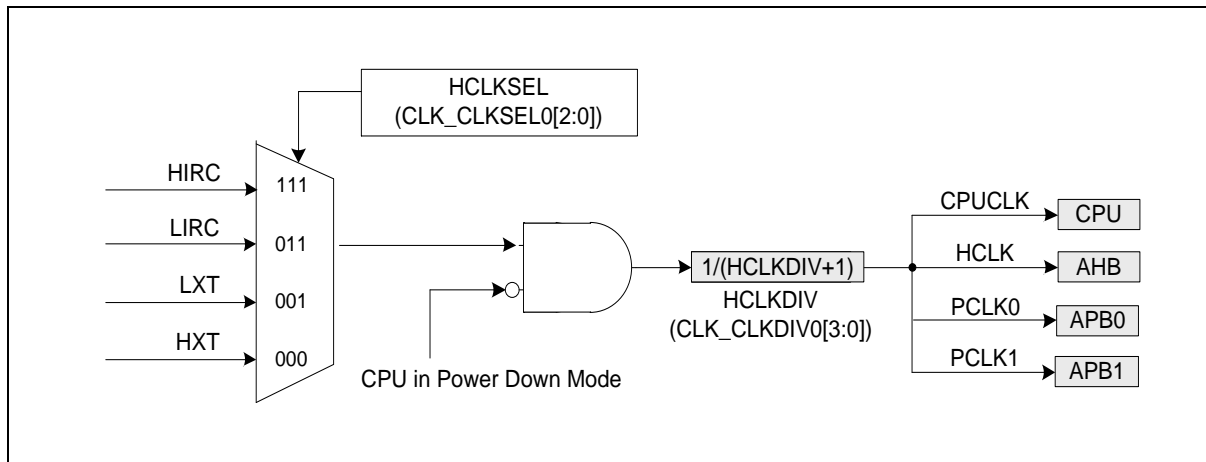 HCLKSEL
(CLK_CLKSEL0[2:0])
HIRC
111
LIRC
011
LXT
001
HXT
000
CPU in Power Down Mode
1/(HCLKDIV+1)
HCLKDIV
(CLK_CLKDIV0[3:0])
CPUCLK
CPU
HCLK
AHB
PCLK0
APB0
PCLK1
APB1